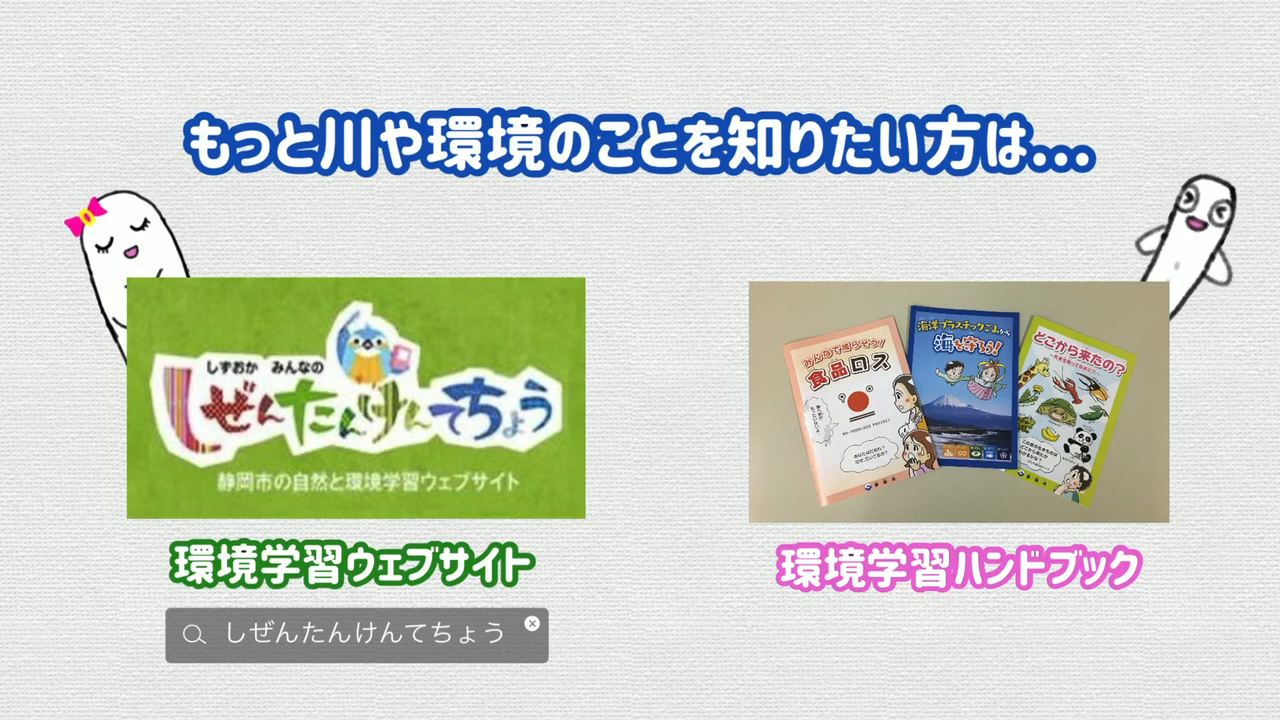 もっと川や環境のことを知りたい方は...
しずおか みんなの
しぜんたんけんてちょう
静岡市の自然と環境学習ウェブサイト
食品ロス
海洋プラスチックごみから
海を守ろう!
どこから来たの?
環境学習ウェブサイト
環境学習ハンドブック
しぜんたんけんてちょう